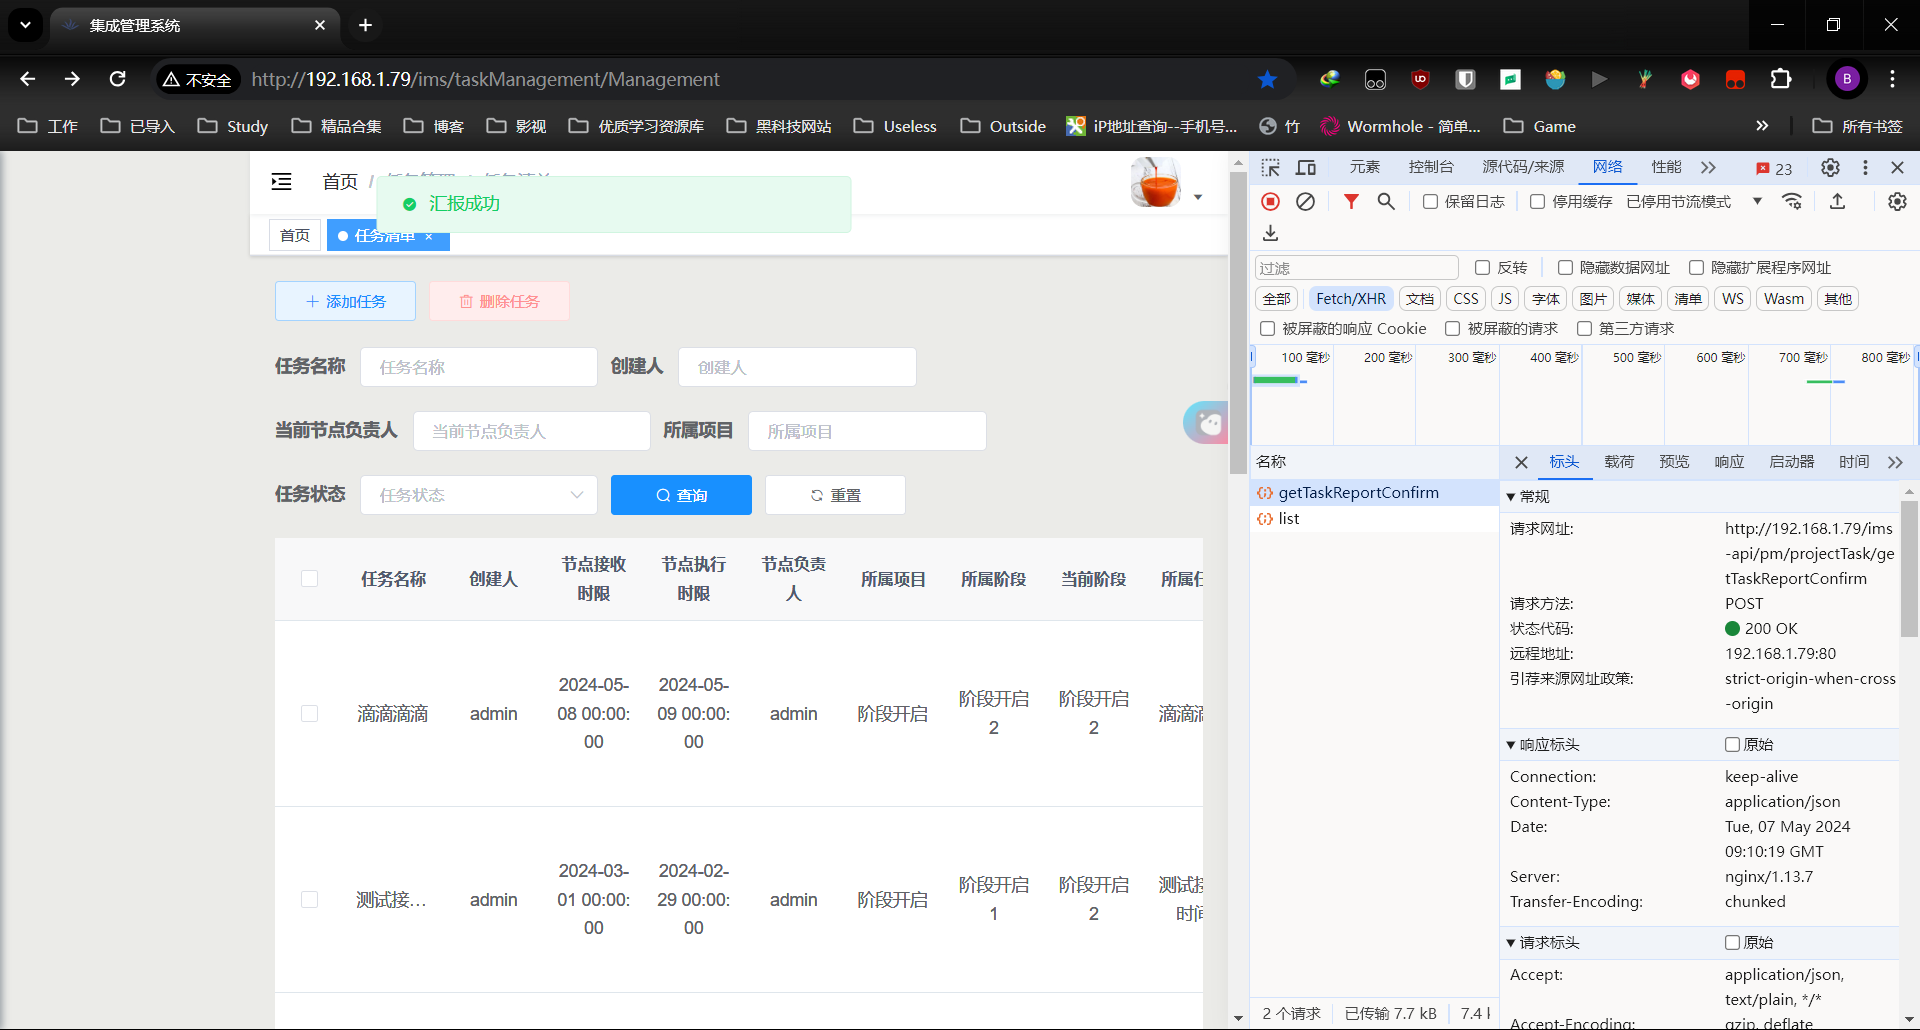 集成管理系统
不安全
http://192.168.1.79/ims/taskManagement/Management
B
工作
已导入
Study
精品合集
博客
影视
优质学习资源库
黑科技网站
Useless
Outside
iP地址查询--手机号...
竹
Wormhole - 简单...
Game
所有书签
首页 /
汇报成功
首页
任务清单 ×
+ 添加任务
删除任务
任务名称 任务名称 创建人 创建人
当前节点负责人 当前节点负责人 所属项目 所属项目
任务状态 任务状态 查询 重置
任务名称
创建人
节点接收
时限
节点执行
时限
节点负责
人
所属项目
所属阶段
当前阶段
所属任
滴滴滴滴
admin
2024-05-
08 00:00:
00
2024-05-
09 00:00:
00
admin
阶段开启
阶段开启
2
阶段开启
2
滴滴滴
测试接...
admin
2024-03-
01 00:00:
00
2024-02-
29 00:00:
00
admin
阶段开启
阶段开启
1
阶段开启
2
测试接
时间
元素 控制台 源代码/来源 网络 性能 23
保留日志 停用缓存 已停用节流模式
过滤 反转 隐藏数据网址 隐藏扩展程序网址
全部 Fetch/XHR 文档 CSS JS 字体 图片 媒体 清单 WS Wasm 其他
被屏蔽的响应 Cookie 被屏蔽的请求 第三方请求
100 毫秒 200 毫秒 300 毫秒 400 毫秒 500 毫秒 600 毫秒 700 毫秒 800 毫秒
名称
getTaskReportConfirm
list
标头 载荷 预览 响应 启动器 时间
常规
请求网址: http://192.168.1.79/ims
-api/pm/projectTask/ge
tTaskReportConfirm
请求方法: POST
状态代码: 200 OK
远程地址: 192.168.1.79:80
引荐来源网址政策: strict-origin-when-cross
-origin
响应标头 原始
Connection: keep-alive
Content-Type: application/json
Date: Tue, 07 May 2024
09:10:19 GMT
Server: nginx/1.13.7
Transfer-Encoding: chunked
请求标头 原始
Accept: application/json,
text/plain, */*
Accept-Encoding: gzip, deflate
2 个请求 已传输 7.7 kB 7.4 k